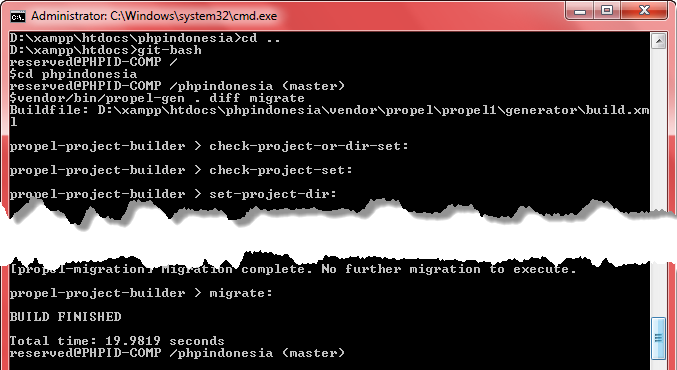 Administrator: C:\Windows\system32\cmd.exe
D:\xampp\htdocs\phpindonesia>cd ..
D:\xampp\htdocs>git-bash
reserved@PHPID-COMP /
$cd phpindonesia
reserved@PHPID-COMP /phpindonesia (master)
$vendor/bin/propel-gen . diff migrate
Buildfile: D:\xampp\htdocs\phpindonesia\vendor\propel\propel1\generator\build.xm
l
propel-project-builder > check-project-or-dir-set:
propel-project-builder > check-project-set:
propel-project-builder > set-project-dir:
[propel-migration] Migration complete. No further migration to execute.
propel-project-builder > migrate:
BUILD FINISHED
Total time: 19.9819 seconds
reserved@PHPID-COMP /phpindonesia (master)